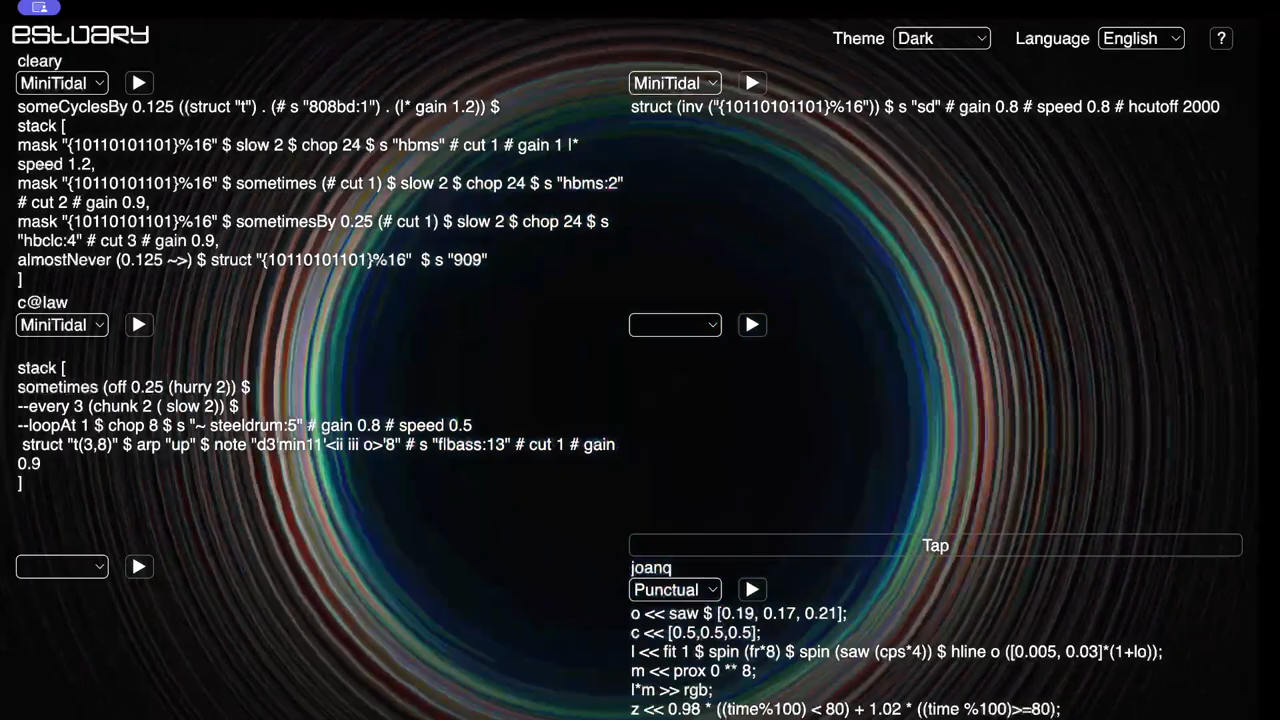 estuary
Theme Dark Language English ?
cleary
MiniTidal
someCyclesBy 0.125 ((struct "t") . (# s "808bd:1") . (|* gain 1.2)) $
stack [
mask "{10110101101}%16" $ slow 2 $ chop 24 $ s "hbms" # cut 1 # gain 1 |*
speed 1.2,
mask "{10110101101}%16" $ sometimes (# cut 1) $ slow 2 $ chop 24 $ s "hbms:2"
# cut 2 # gain 0.9,
mask "{10110101101}%16" $ sometimesBy 0.25 (# cut 1) $ slow 2 $ chop 24 $ s
"hbclc:4" # cut 3 # gain 0.9,
almostNever (0.125 ~>) $ struct "{10110101101}%16"  $ s "909"
]
MiniTidal
struct (inv ("{10110101101}%16")) $ s "sd" # gain 0.8 # speed 0.8 # hcutoff 2000
c@law
MiniTidal
stack [
sometimes (off 0.25 (hurry 2)) $
--every 3 (chunk 2 ( slow 2)) $
--loopAt 1 $ chop 8 $ s "~ steeldrum:5" # gain 0.8 # speed 0.5
struct "t(3,8)" $ arp "up" $ note "d3'min11'<ii iii o>'8" # s "flbass:13" # cut 1 # gain
0.9
]
Tap
joanq
Punctual
o << saw $ [0.19, 0.17, 0.21];
c << [0.5,0.5,0.5];
l << fit 1 $ spin (fr*8) $ spin (saw (cps*4)) $ hline o ([0.005, 0.03]*(1+lo));
m << prox 0 ** 8;
l*m >> rgb;
z << 0.98 * ((time%100) < 80) + 1.02 * ((time %100)>=80);